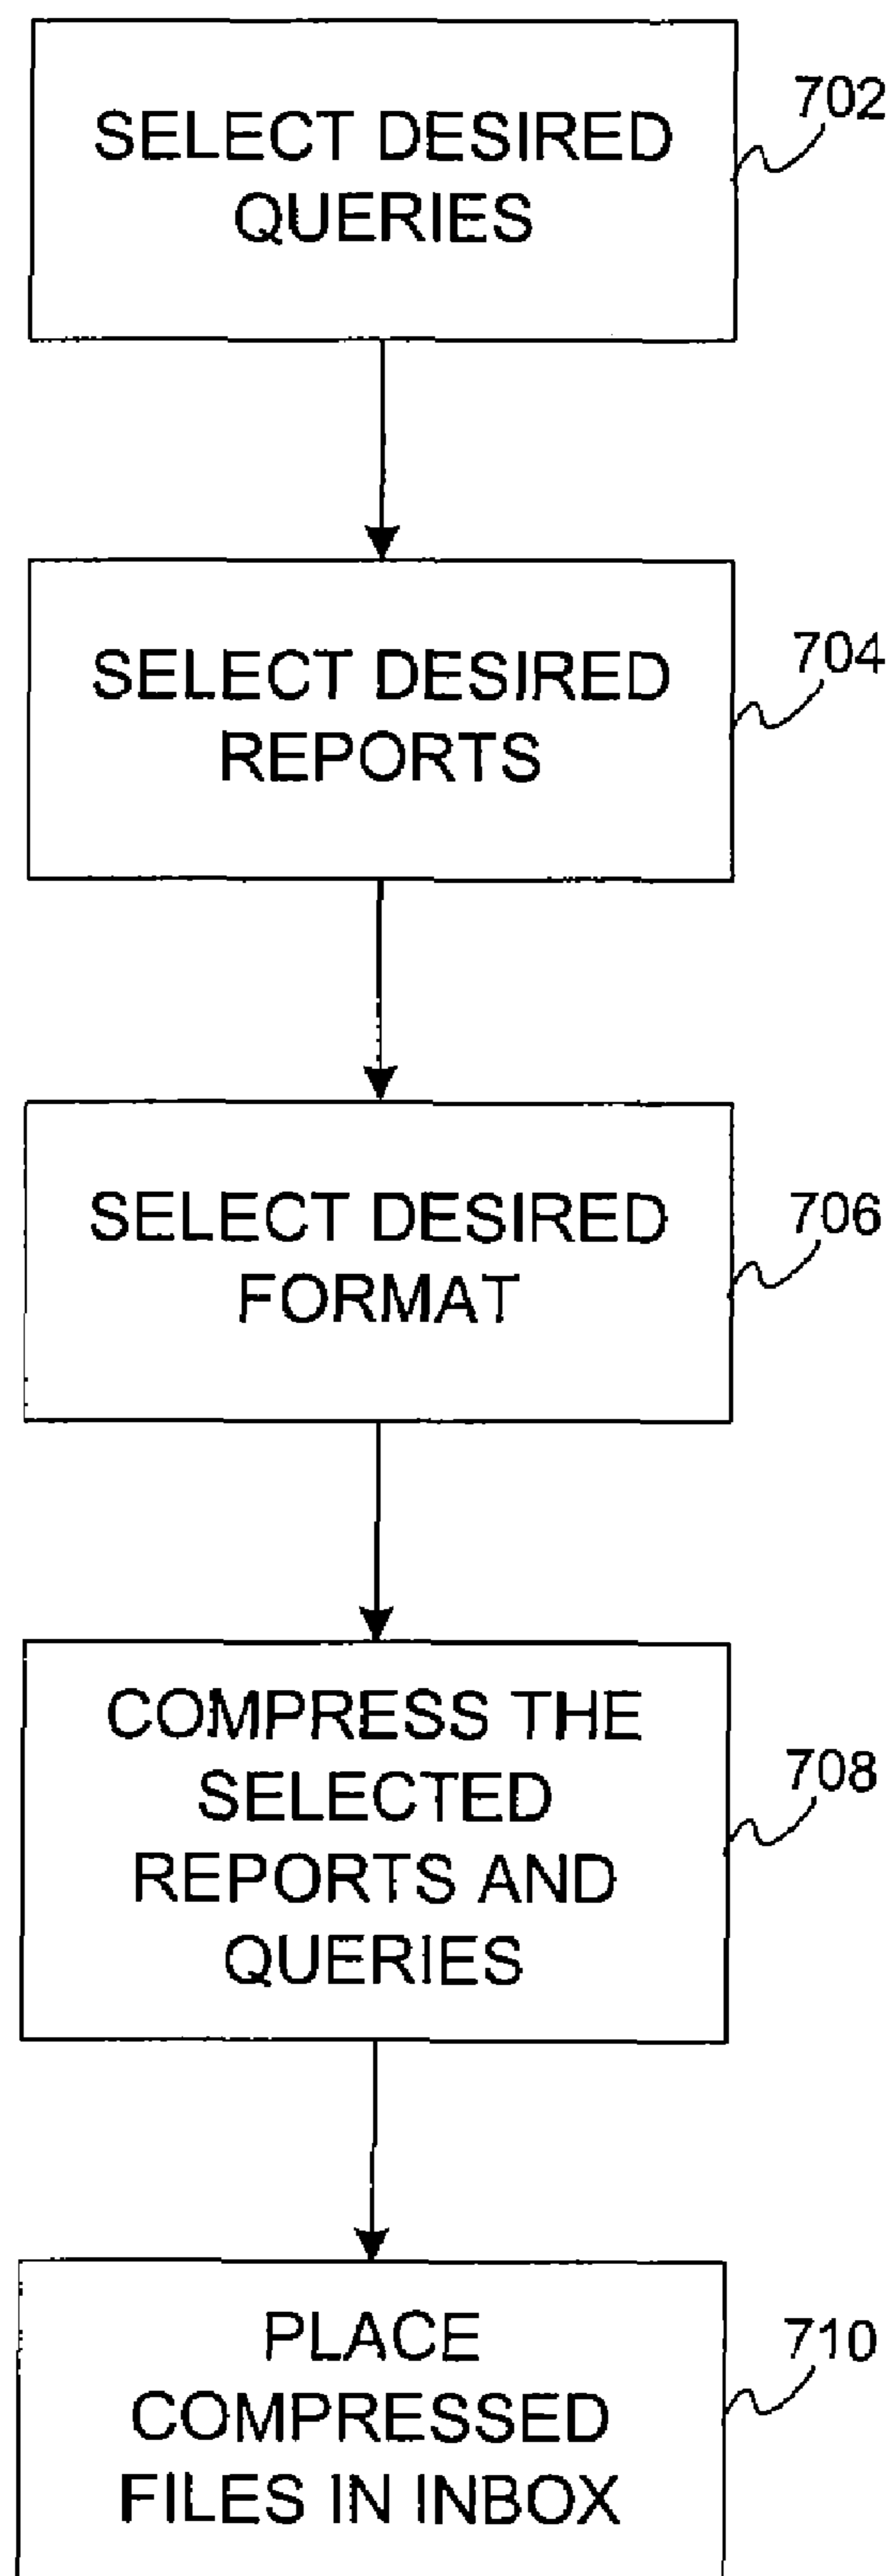 SELECT DESIRED
QUERIES
702
SELECT DESIRED
REPORTS
704
SELECT DESIRED
FORMAT
706
COMPRESS THE
SELECTED
REPORTS AND
QUERIES
708
PLACE
COMPRESSED
FILES IN INBOX
710